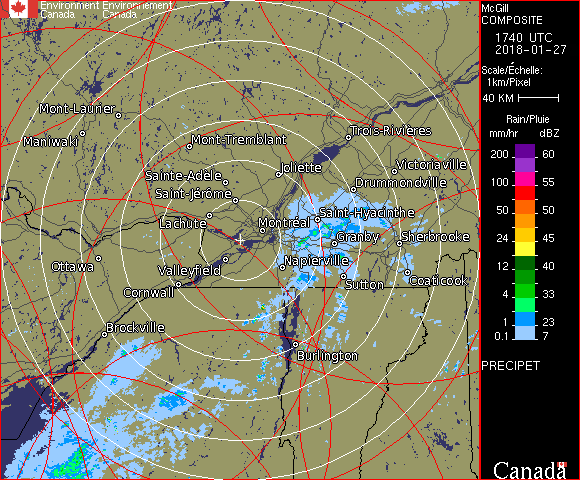 Environment Environnement
Canada Canada
McGill
COMPOSITE
1740 UTC
2018-01-27
Scale/Échelle:
1km/Pixel
40 KM
Rain/Pluie
mm/hr dBZ
200 60
55
100 55
50 50
24 45
12 40
4 33
1 23
0.1 7
PRECIPET
Canada
Mont-Laurier
Maniwaki
Mont-Tremblant
Trois-Rivières
Joliette
Victoriaville
Sainte-Adèle
Drummondville
Saint-Jérôme
Saint-Hyacinthe
Lachute
Montréal
Granby
Sherbrooke
Ottawa
Valleyfield
Napierville
Coaticook
Cornwall
Sutton
Brockville
Burlington